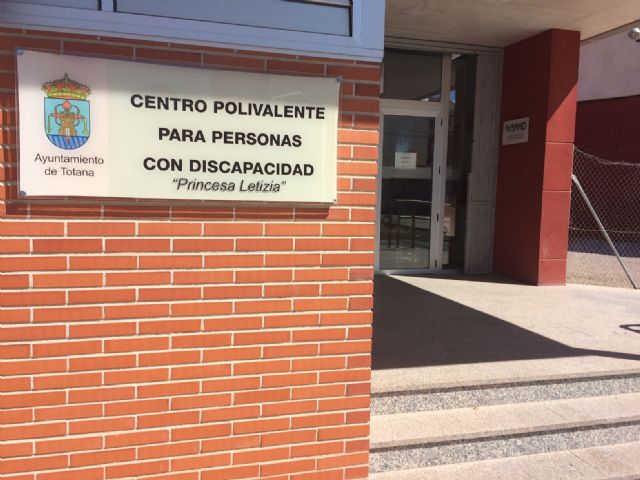 CENTRO POLIVALENTE
PARA PERSONAS
CON DISCAPACIDAD
"Princesa Letizia"
Ayuntamiento
de Totana